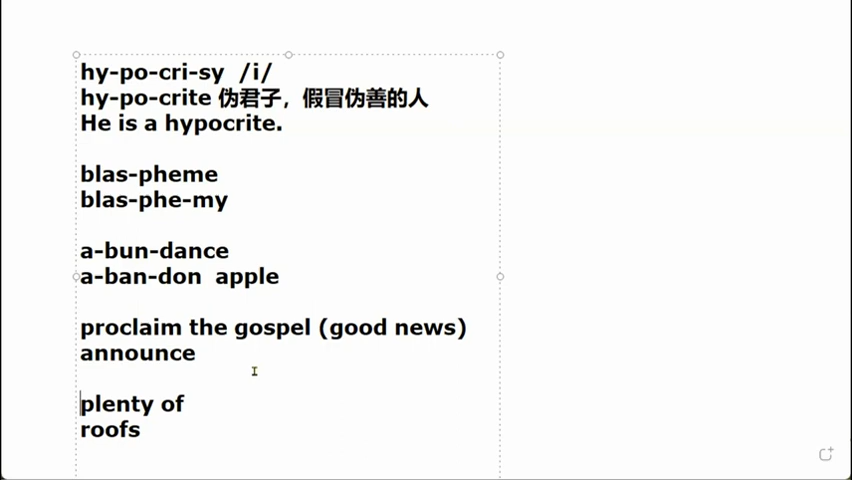 hy-po-cri-sy /i/
hy-po-crite 伪君子，假冒伪善的人
He is a hypocrite.
blas-pheme
blas-phe-my
a-bun-dance
a-ban-don apple
proclaim the gospel (good news)
announce
plenty of
roofs